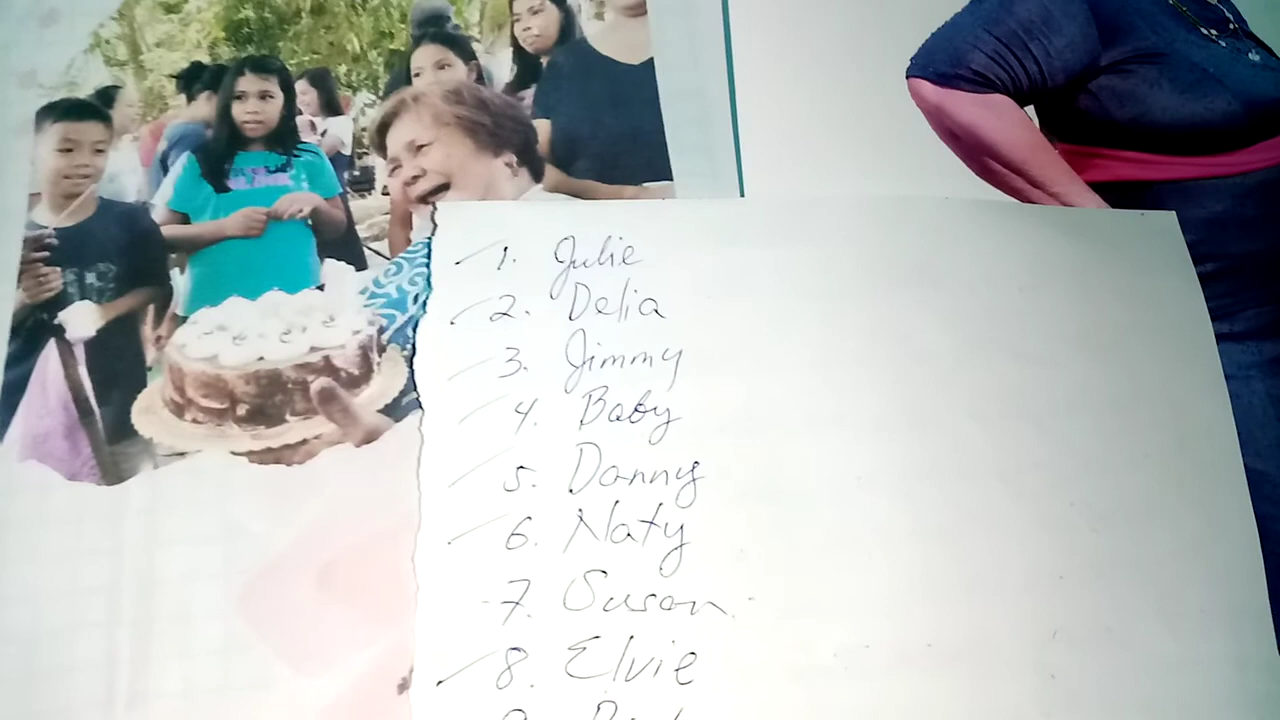 1. Julie
2. Delia
3. Jimmy
4. Baby
5. Danny
6. Naty
7. Susan
8. Elvie